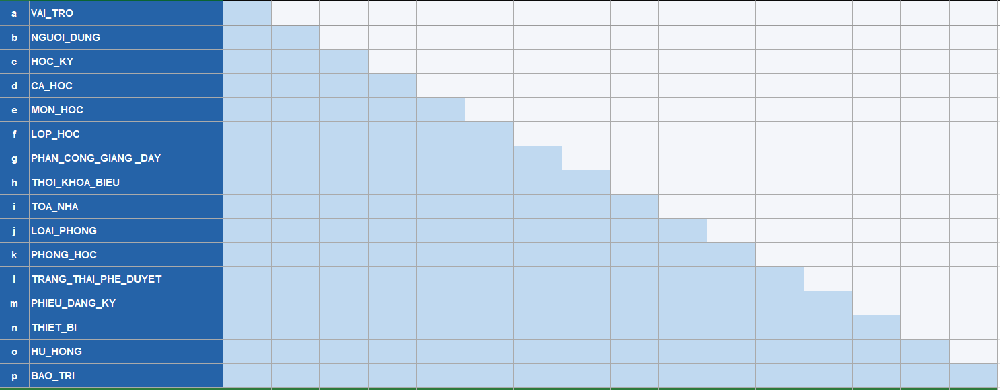 a VAI_TRO
b NGUOI_DUNG
c HOC_KY
d CA_HOC
e MON_HOC
f LOP_HOC
g PHAN_CONG_GIANG _DAY
h THOI_KHOA_BIEU
i TOA_NHA
j LOAI_PHONG
k PHONG_HOC
l TRANG_THAI_PHE_DUYET
m PHIEU_DANG_KY
n THIET_BI
o HU_HONG
p BAO_TRI